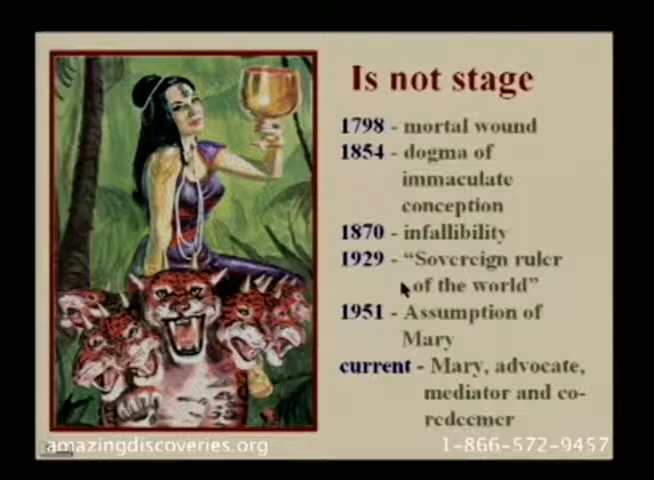 Is not stage
1798 - mortal wound
1854 - dogma of
immaculate
conception
1870 - infallibility
1929 - “Sovereign ruler
of the world”
1951 - Assumption of
Mary
current - Mary, advocate,
mediator and co-
redeemer
amazingdiscoveries.org
1-866-572-9457